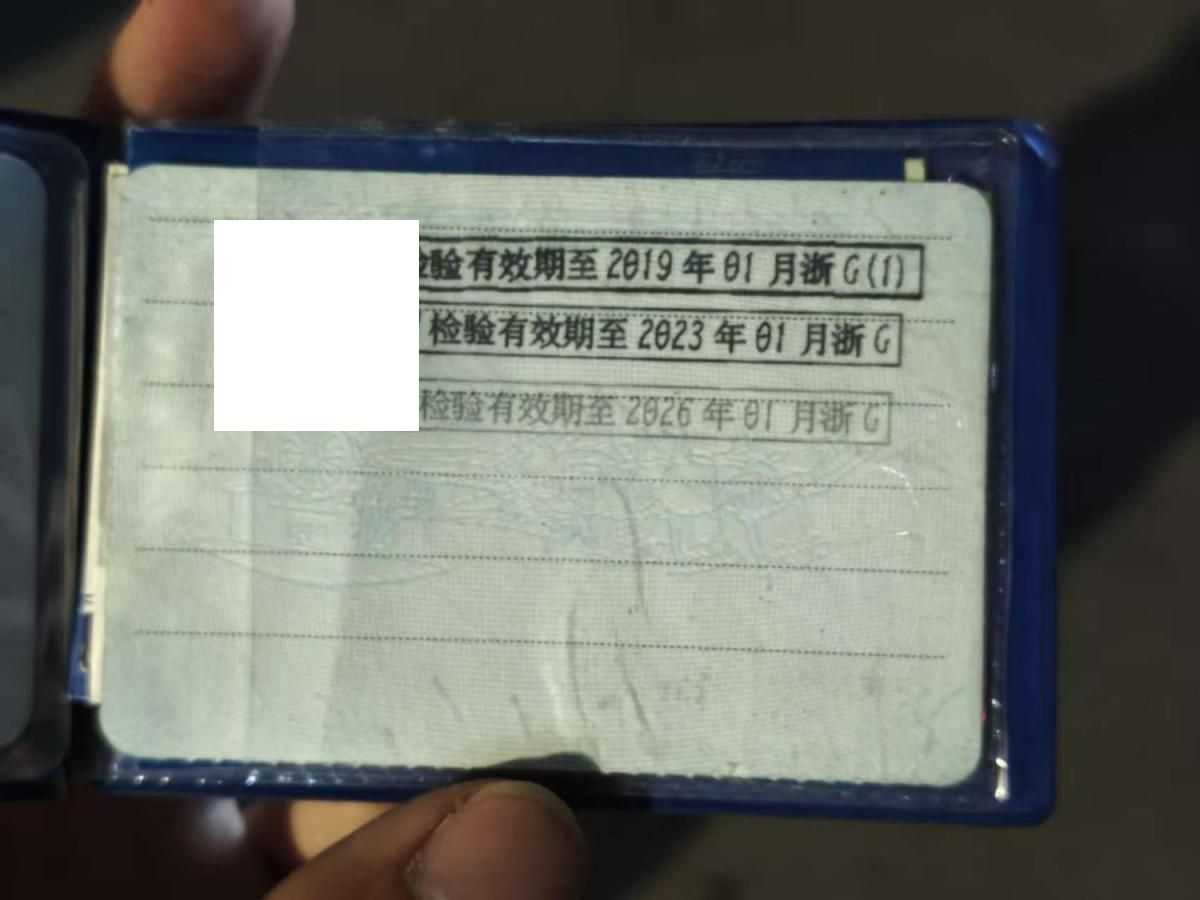 验有效期至 2019 年 01 月浙 G(1)
检验有效期至 2023 年 01 月浙 G
检验有效期至 2026 年 01 月浙 G